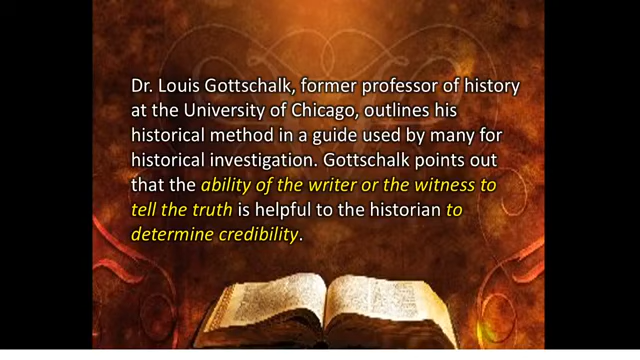 Dr. Louis Gottschalk, former professor of history
at the University of Chicago, outlines his
historical method in a guide used by many for
historical investigation. Gottschalk points out
that the ability of the writer or the witness to
tell the truth is helpful to the historian to
determine credibility.